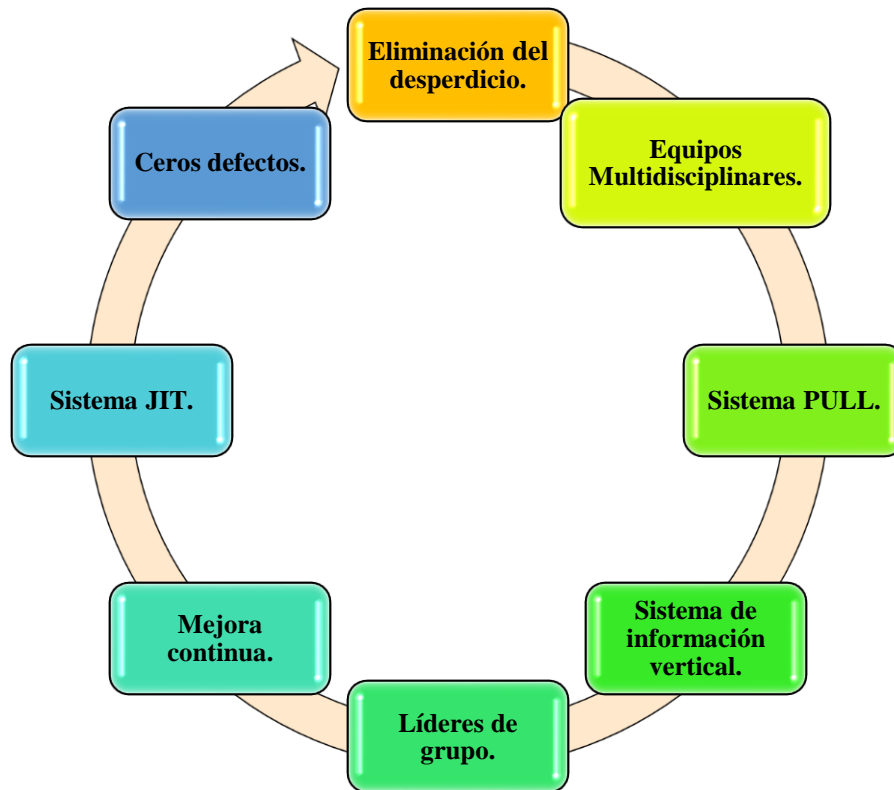 Eliminación del
desperdicio.
Equipos
Multidisciplinares.
Sistema PULL.
Sistema de
información
vertical.
Líderes de
grupo.
Mejora
continua.
Sistema JIT.
Ceros defectos.